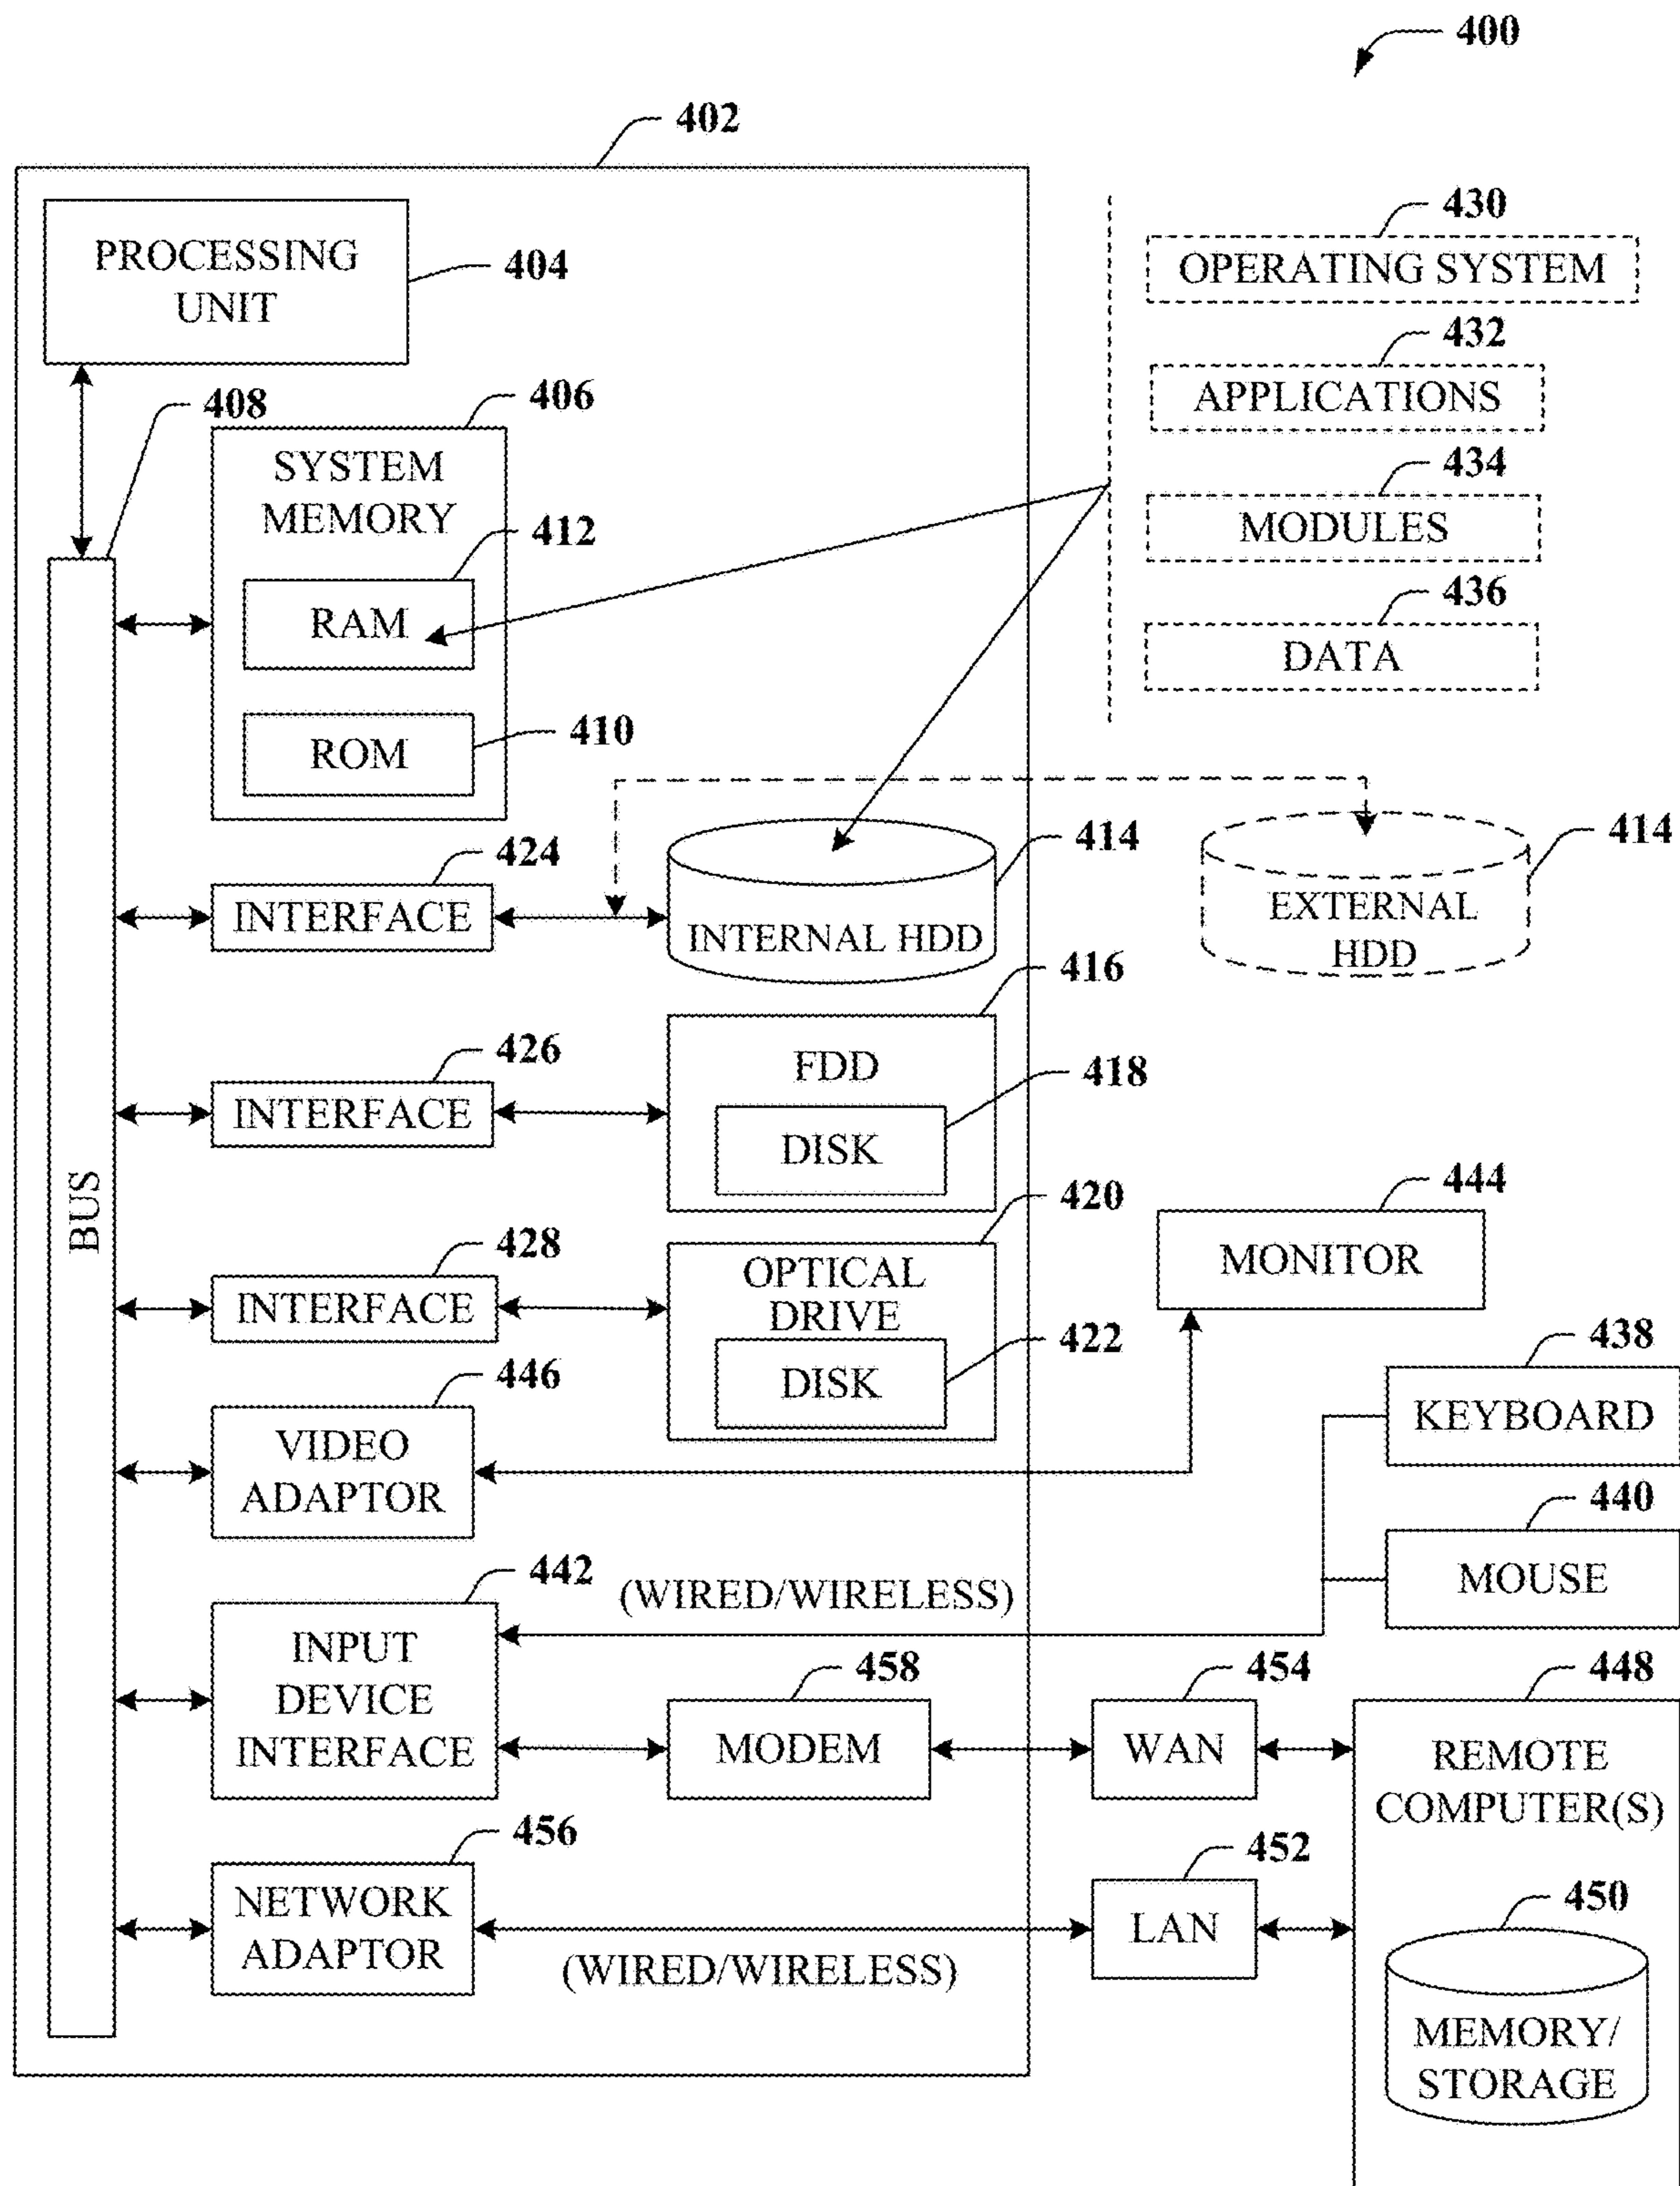 400
402
PROCESSING
UNIT
404
430
OPERATING SYSTEM
432
APPLICATIONS
434
MODULES
436
DATA
408
406
SYSTEM
MEMORY
412
RAM
410
ROM
424
INTERFACE
414
INTERNAL HDD
414
EXTERNAL
HDD
426
INTERFACE
416
FDD
418
DISK
BUS
428
INTERFACE
420
OPTICAL
DRIVE
422
DISK
444
MONITOR
446
VIDEO
ADAPTOR
438
KEYBOARD
440
MOUSE
442
(WIRED/WIRELESS)
INPUT
DEVICE
INTERFACE
458
MODEM
454
WAN
448
REMOTE
COMPUTER(S)
456
NETWORK
ADAPTOR
(WIRED/WIRELESS)
452
LAN
450
MEMORY/
STORAGE